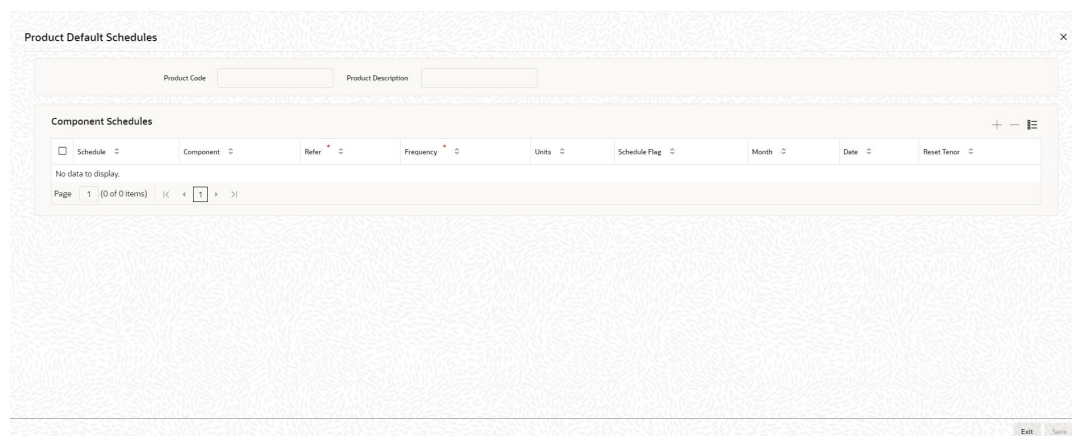 Product Default Schedules
Product Code Product Description
Component Schedules
Schedule Component Refer * Frequency * Units Schedule Flag Month Date Reset Tenor
No data to display.
Page 1 (0 of 0 items) 1
Exit Save